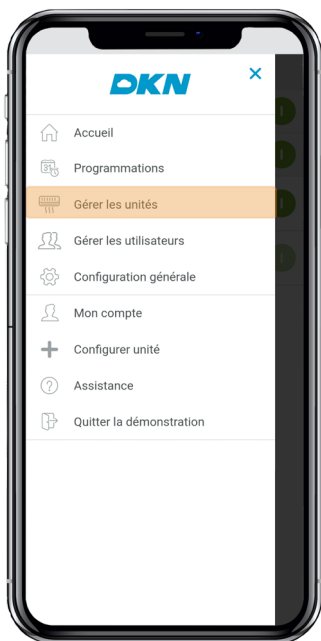 DKN
Accueil
Programmations
Gérer les unités
Gérer les utilisateurs
Configuration générale
Mon compte
Configurer unité
Assistance
Quitter la démonstration